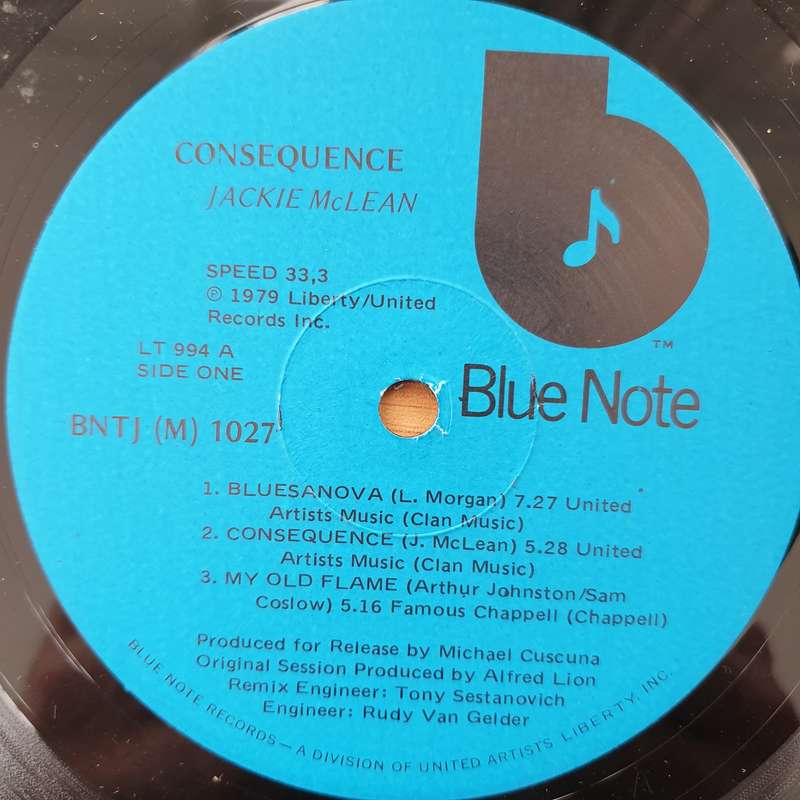 CONSEQUENCE
JACKIE McLEAN
SPEED 33,3
℗ 1979 Liberty/United
Records Inc.
LT 994 A
SIDE ONE
BNTJ (M) 1027
TM
Blue Note
1. BLUESANOVA (L. Morgan) 7.27 United
Artists Music (Clan Music)
2. CONSEQUENCE (J. McLean) 5.28 United
Artists Music (Clan Music)
3. MY OLD FLAME (Arthur Johnston/Sam
Coslow) 5.16 Famous Chappell (Chappell)
Produced for Release by Michael Cuscuna
Original Session Produced by Alfred Lion
Remix Engineer: Tony Sestanovich
Engineer: Rudy Van Gelder
BLUE NOTE RECORDS — A DIVISION OF UNITED ARTISTS LIBERTY, INC.